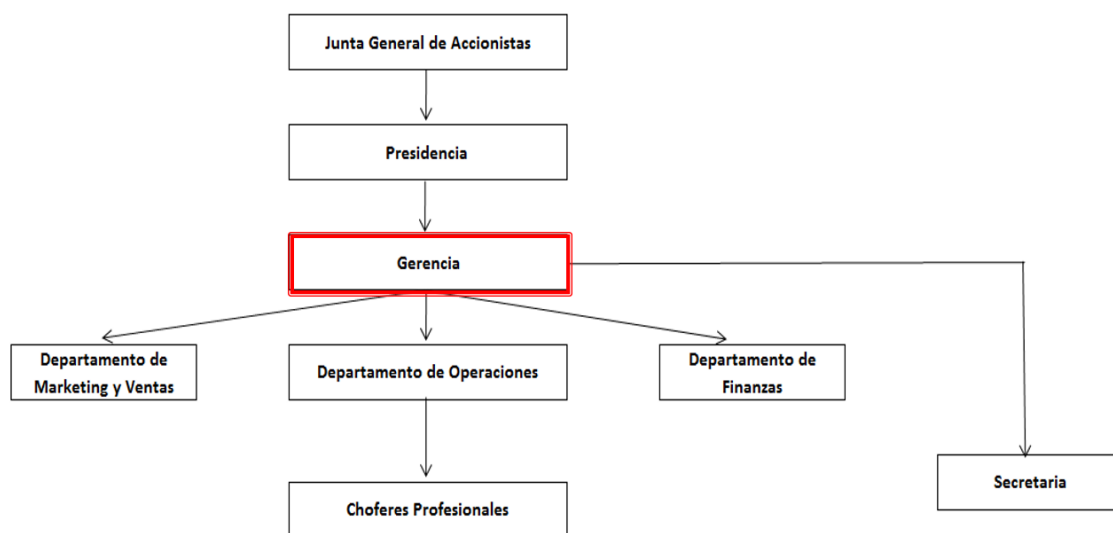 Junta General de Accionistas
Presidencia
Gerencia
Departamento de
Marketing y Ventas
Departamento de Operaciones
Departamento de
Finanzas
Secretaria
Choferes Profesionales